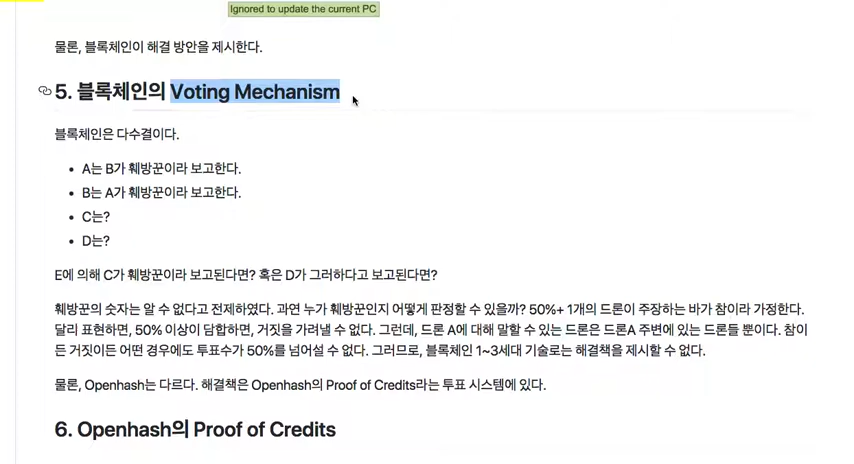 Ignored to update the current PC
물론, 블록체인이 해결 방안을 제시한다.
5. 블록체인의 Voting Mechanism
블록체인은 다수결이다.
• A는 B가 훼방꾼이라 보고한다.
• B는 A가 훼방꾼이라 보고한다.
• C는?
• D는?
E에 의해 C가 훼방꾼이라 보고된다면? 혹은 D가 그러하다고 보고된다면?
훼방꾼의 숫자는 알 수 없다고 전제하였다. 과연 누가 훼방꾼인지 어떻게 판정할 수 있을까? 50%+ 1개의 드론이 주장하는 바가 참이라 가정한다.
달리 표현하면, 50% 이상이 담합하면, 거짓을 가려낼 수 없다. 그런데, 드론 A에 대해 말할 수 있는 드론은 드론A 주변에 있는 드론들 뿐이다. 참이
든 거짓이든 어떤 경우에도 투표수가 50%를 넘어설 수 없다. 그러므로, 블록체인 1~3세대 기술로는 해결책을 제시할 수 없다.
물론, Openhash는 다르다. 해결책은 Openhash의 Proof of Credits라는 투표 시스템에 있다.
6. Openhash의 Proof of Credits